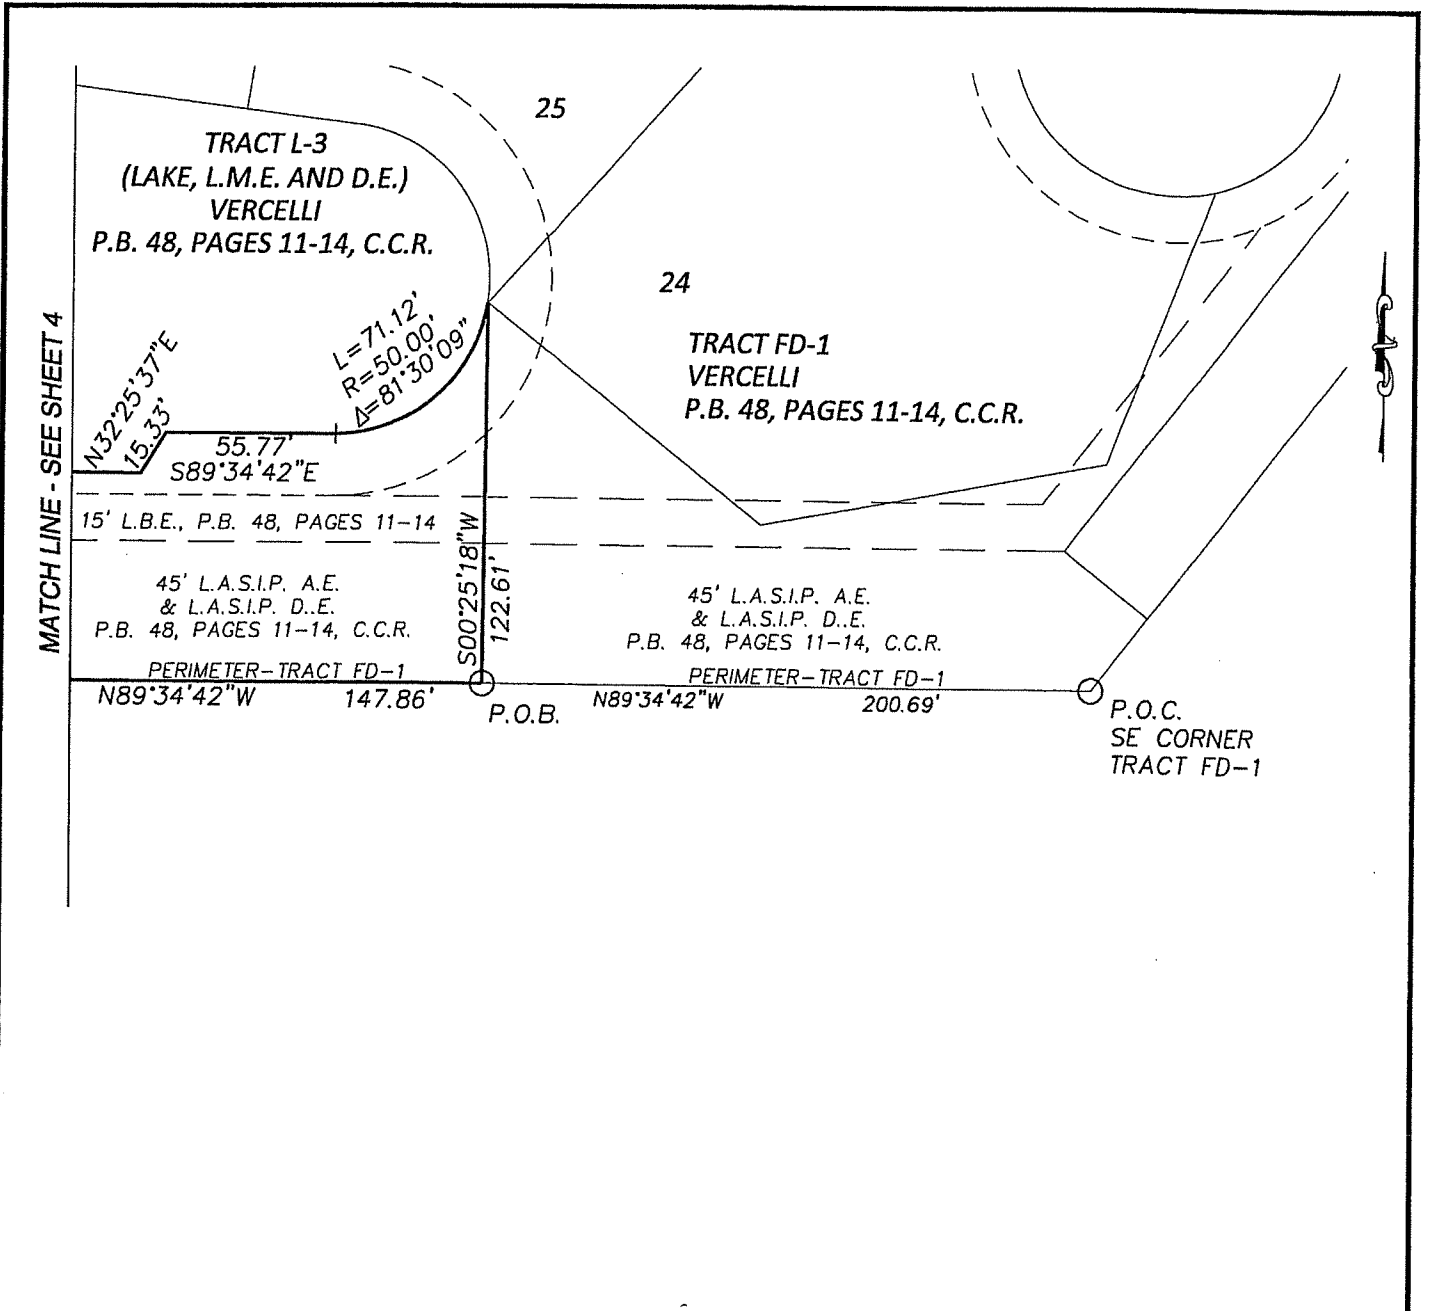 25
TRACT L-3
(LAKE, L.M.E. AND D.E.)
VERCELLI
P.B. 48, PAGES 11-14, C.C.R.
24
TRACT FD-1
VERCELLI
P.B. 48, PAGES 11-14, C.C.R.
MATCH LINE - SEE SHEET 4
N32°25'37"E
15.33'
L=71.12'
R=50.00'
Δ=81°30'09"
55.77'
S89°34'42"E
15' L.B.E., P.B. 48, PAGES 11-14
S00°25'18"W
122.61'
45' L.A.S.I.P. A.E.
& L.A.S.I.P. D..E.
P.B. 48, PAGES 11-14, C.C.R.
45' L.A.S.I.P. A.E.
& L.A.S.I.P. D..E.
P.B. 48, PAGES 11-14, C.C.R.
PERIMETER-TRACT FD-1
N89°34'42"W 147.86'
P.O.B.
PERIMETER-TRACT FD-1
N89°34'42"W 200.69'
P.O.C.
SE CORNER
TRACT FD-1